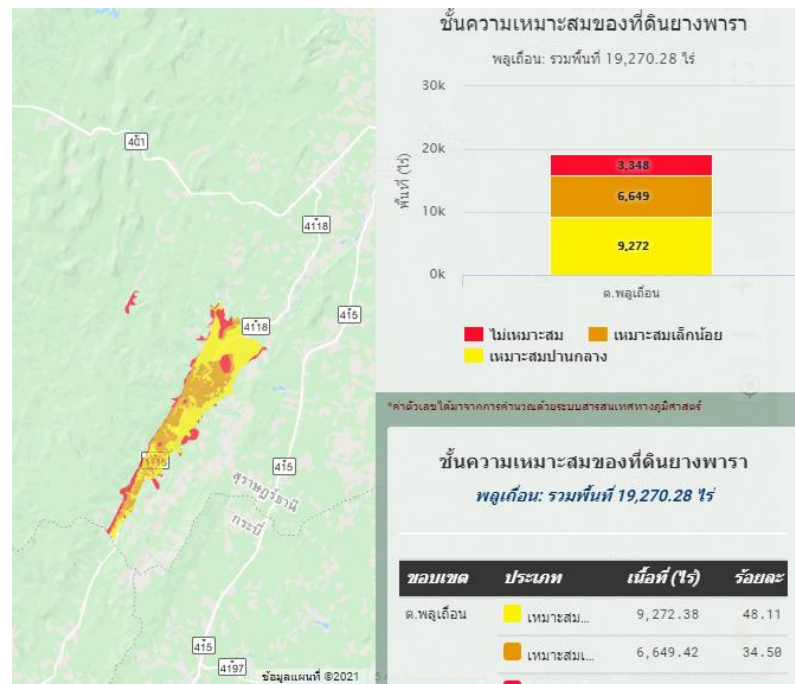 ชั้นความเหมาะสมของที่ดินยางพารา
พลูเถื่อน: รวมพื้นที่ 19,270.28 ไร่
30k
20k
10k
0k
พื้นที่ (ไร่)
3,348
6,649
9,272
ต.พลูเถื่อน
ไม่เหมาะสม
เหมาะสมเล็กน้อย
เหมาะสมปานกลาง
401
4118
4118
415
415
สุราษฎร์ธานี
กระบี่
415
4197
ข้อมูลแผนที่ ©2021
*ค่าตัวเลขได้มาจากการคำนวณด้วยระบบสารสนเทศทางภูมิศาสตร์
ชั้นความเหมาะสมของที่ดินยางพารา
พลูเถื่อน: รวมพื้นที่ 19,270.28 ไร่
ขอบเขต ประเภท เนื้อที่ (ไร่) ร้อยละ
ต.พลูเถื่อน เหมาะสม... 9,272.38 48.11
เหมาะสมเ... 6,649.42 34.50